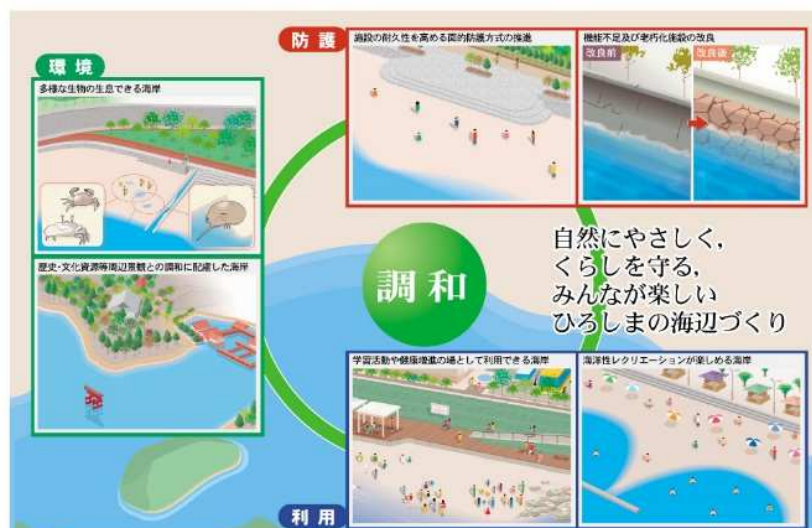 防護
施設の耐久性を高める面的防護方式の推進
機能不足及び老朽化施設の改良
改良前
改良後
環境
多様な生物の生息できる海岸
歴史・文化資源等周辺景観との調和に配慮した海岸
調和
自然にやさしく,
くらしを守る,
みんなが楽しい
ひろしまの海辺づくり
学習活動や健康増進の場として利用できる海岸
海洋性レクリエーションが楽しめる海岸
利用